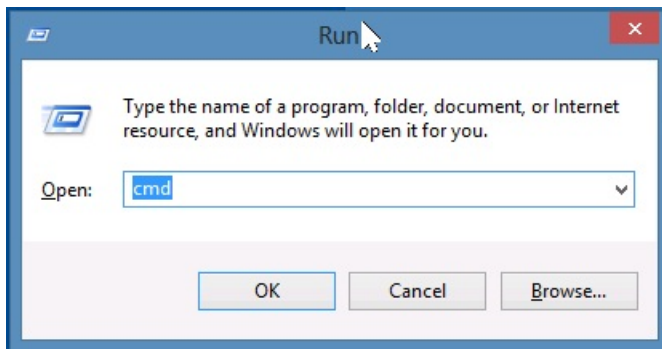 Run
Type the name of a program, folder, document, or Internet
resource, and Windows will open it for you.
Open: cmd
OK Cancel Browse...